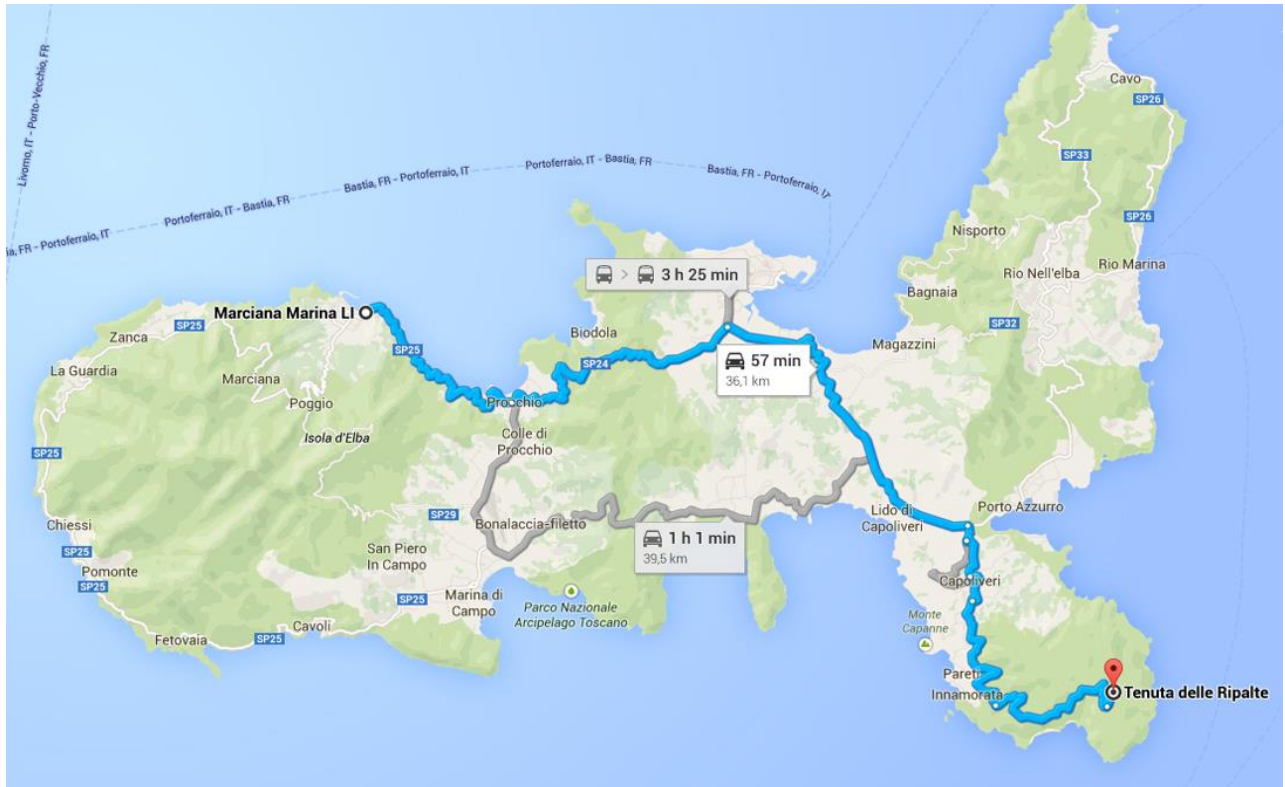 Livorno, IT - Porto-Vecchio, FR
Portoferraio, IT - Bastia, FR
Bastia, FR - Portoferraio, IT
Portoferraio, IT - Bastia, FR
Bastia, FR - Portoferraio, IT
ia, FR - Portoferraio, IT
Cavo
SP26
SP33
SP26
Nisporto
Rio Nell'elba
Rio Marina
Bagnaia
SP32
3 h 25 min
Marciana Marina LI
Zanca
SP25
SP25
Biodola
SP24
Magazzini
57 min
36,1 km
La Guardia
Marciana
Poggio
Procchio
Isola d'Elba
Colle di
Procchio
SP25
Chiessi
SP25
Pomonte
SP25
SP29
Bonalaccia-filetto
San Piero
In Campo
1 h 1 min
39,5 km
Lido di
Capoliveri
Porto Azzurro
Capoliveri
SP25
Marina di
Campo
Parco Nazionale
Arcipelago Toscano
Monte
Capanne
Fetovaia
SP25
Cavoli
Pareti
Innamorata
Tenuta delle Ripalte